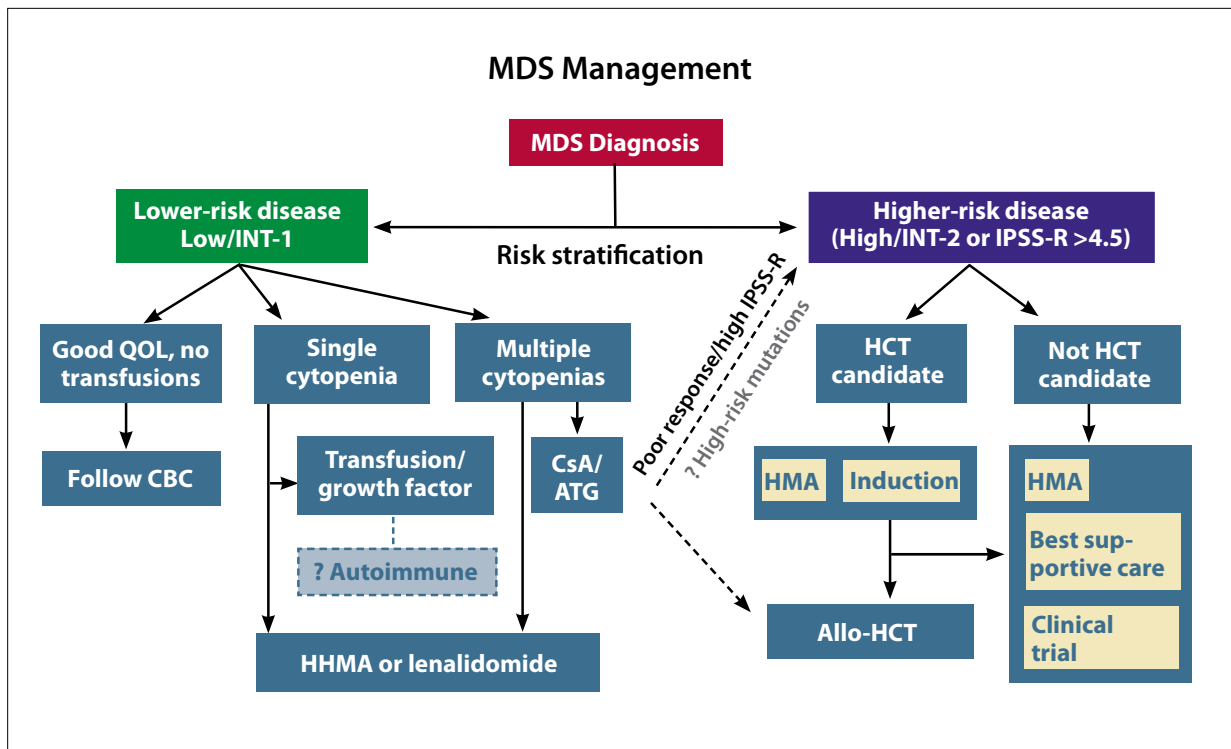 MDS Management
MDS Diagnosis
Lower-risk disease
Low/INT-1
Higher-risk disease
(High/INT-2 or IPSS-R >4.5)
Risk stratification
Good QOL, no
transfusions
Single
cytopenia
Multiple
cytopenias
Poor response/high IPSS-R
? High-risk mutations
HCT
candidate
Not HCT
candidate
Follow CBC
Transfusion/
growth factor
CsA/
ATG
HMA
Induction
HMA
? Autoimmune
Best sup-
portive care
HHMA or lenalidomide
Allo-HCT
Clinical
trial